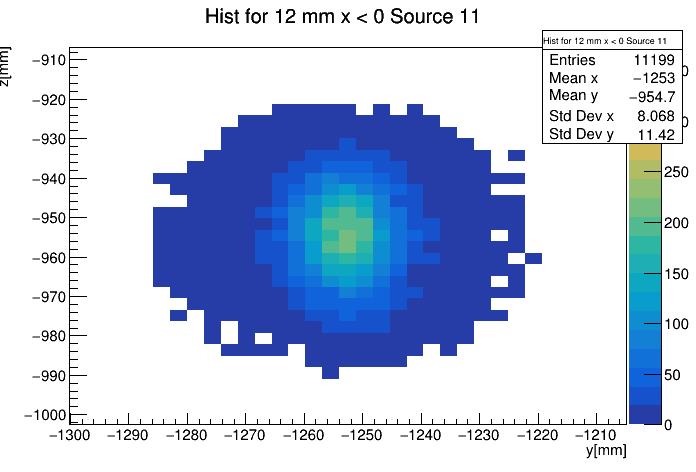 Hist for 12 mm x < 0 Source 11
z[mm]
−910
−920
−930
−940
−950
−960
−970
−980
−990
−1000
−1300
−1290
−1280
−1270
−1260
−1250
−1240
−1230
−1220
−1210
y[mm]
Hist for 12 mm x < 0 Source 11
Entries 11199
Mean x −1253
Mean y −954.7
Std Dev x 8.068
Std Dev y 11.42
250
200
150
100
50
0